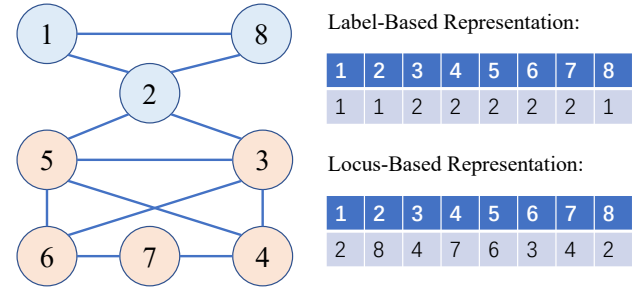 1 8
2
5 3
6 7 4
Label-Based Representation:
1 2 3 4 5 6 7 8
1 1 2 2 2 2 2 1
Locus-Based Representation:
1 2 3 4 5 6 7 8
2 8 4 7 6 3 4 2